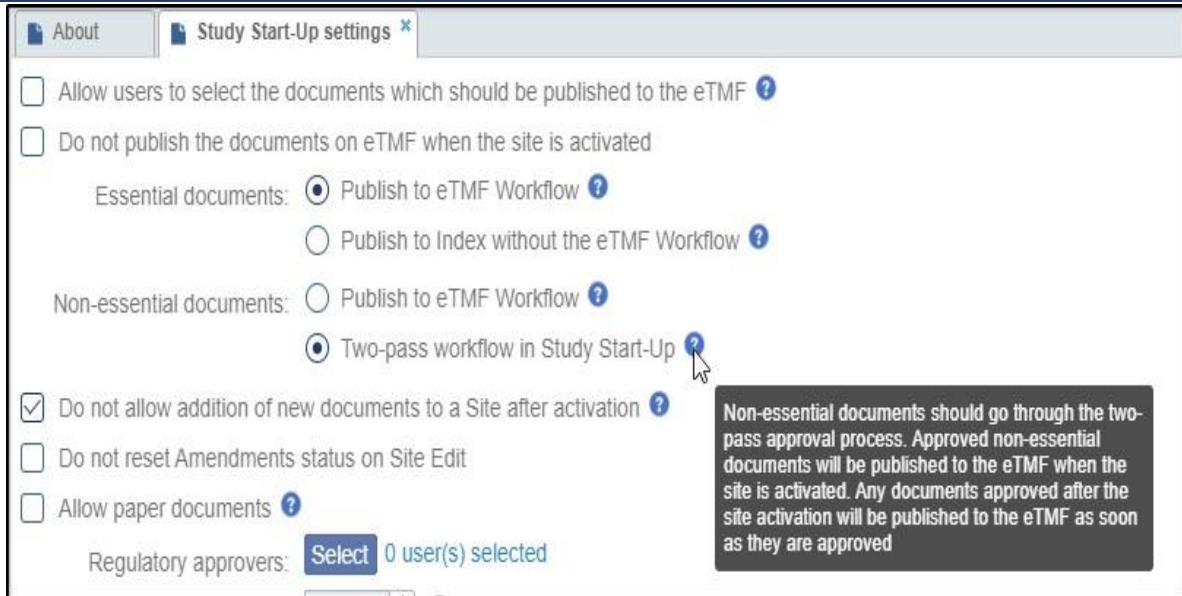 About
Study Start-Up settings
Allow users to select the documents which should be published to the eTMF
Do not publish the documents on eTMF when the site is activated
Essential documents: Publish to eTMF Workflow
Publish to Index without the eTMF Workflow
Non-essential documents: Publish to eTMF Workflow
Two-pass workflow in Study Start-Up
Do not allow addition of new documents to a Site after activation
Do not reset Amendments status on Site Edit
Allow paper documents
Regulatory approvers: Select 0 user(s) selected
Non-essential documents should go through the two-
pass approval process. Approved non-essential
documents will be published to the eTMF when the
site is activated. Any documents approved after the
site activation will be published to the eTMF as soon
as they are approved